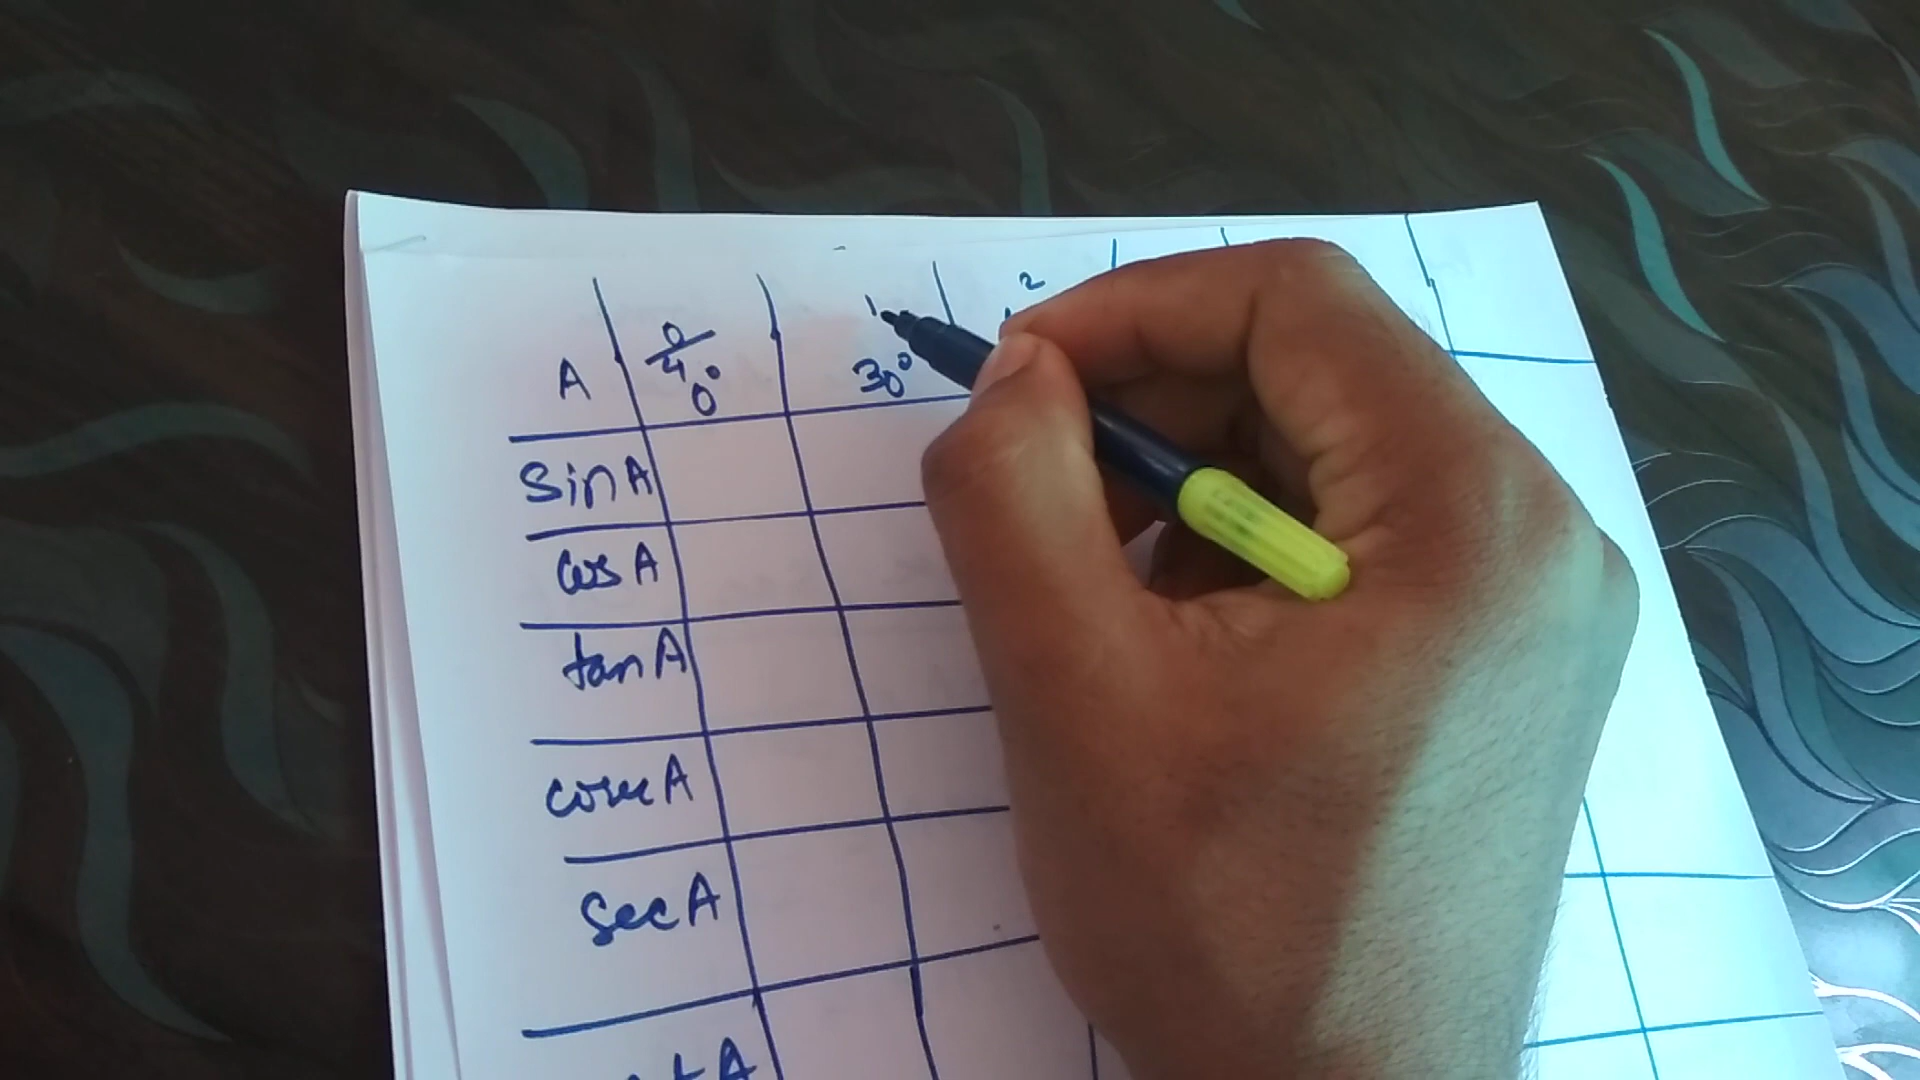 0 1 2
4
A 0° 30°
sin A
cos A
tan A
cosec A
sec A
A